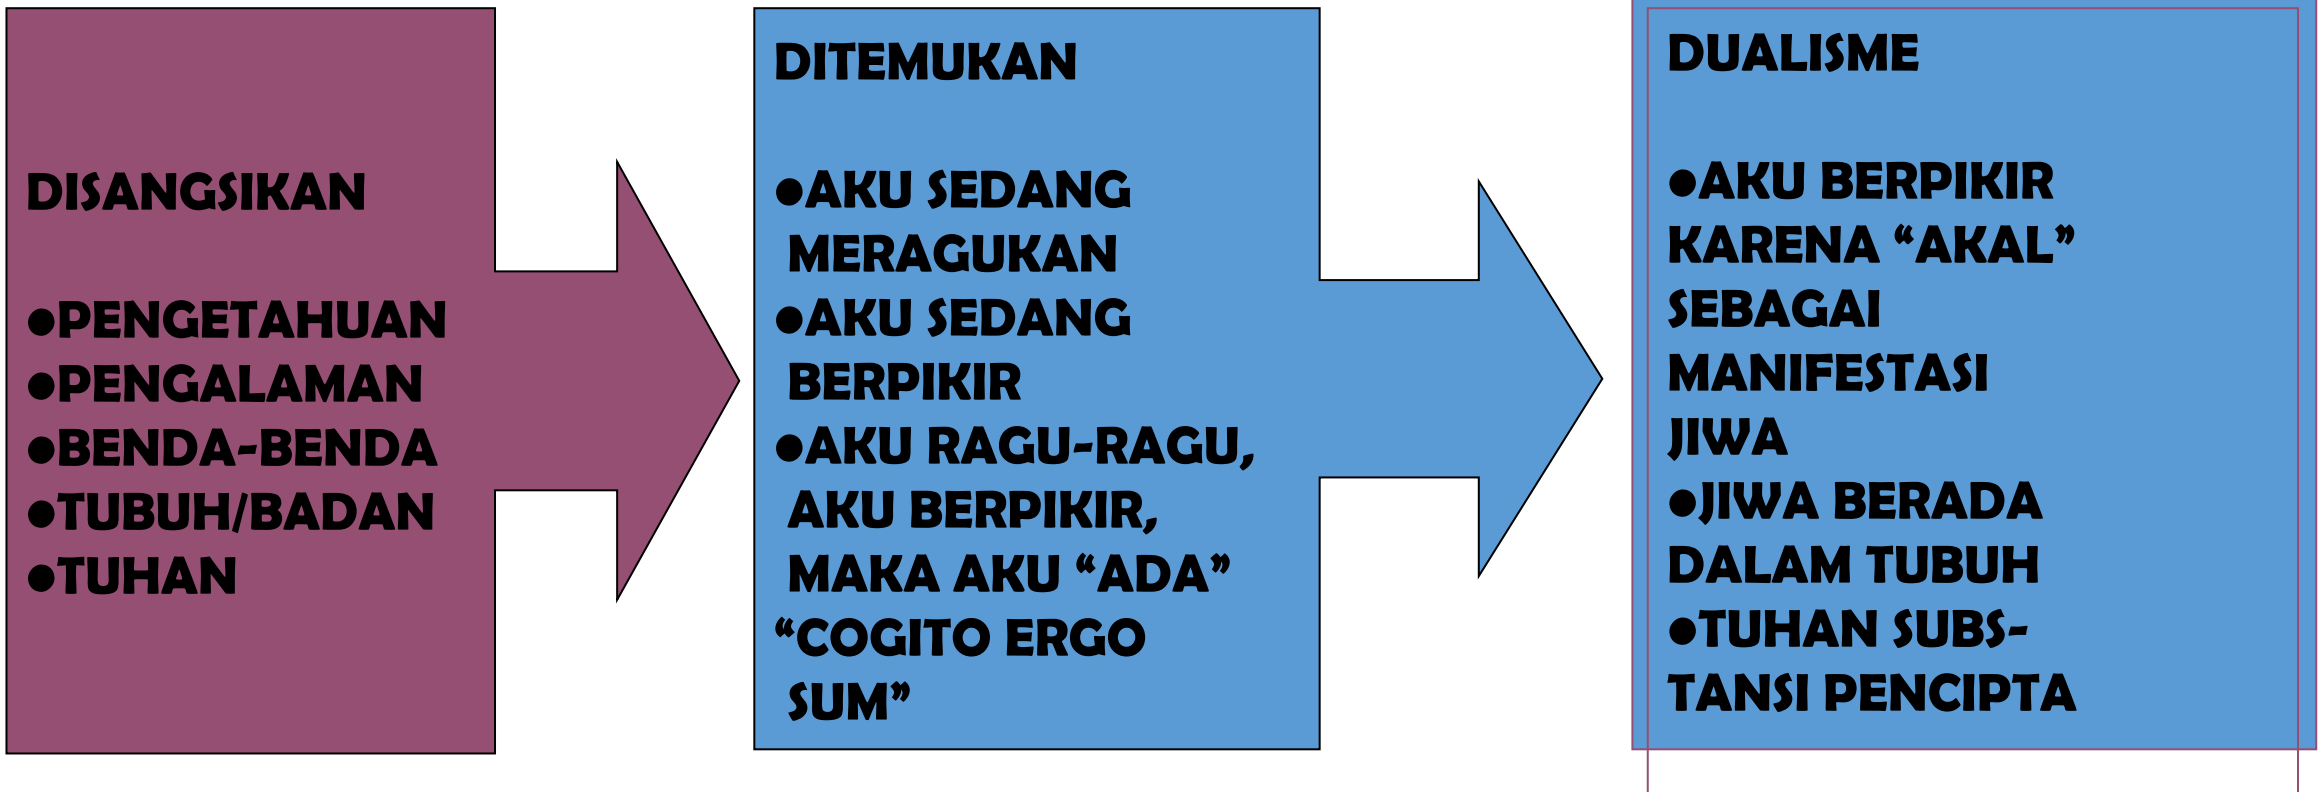 DISANGSIKAN
●PENGETAHUAN
●PENGALAMAN
●BENDA-BENDA
●TUBUH/BADAN
●TUHAN
DITEMUKAN
●AKU SEDANG
MERAGUKAN
●AKU SEDANG
BERPIKIR
●AKU RAGU-RAGU,
AKU BERPIKIR,
MAKA AKU “ADA”
“COGITO ERGO
SUM”
DUALISME
●AKU BERPIKIR
KARENA “AKAL”
SEBAGAI
MANIFESTASI
JIWA
●JIWA BERADA
DALAM TUBUH
●TUHAN SUBS-
TANSI PENCIPTA